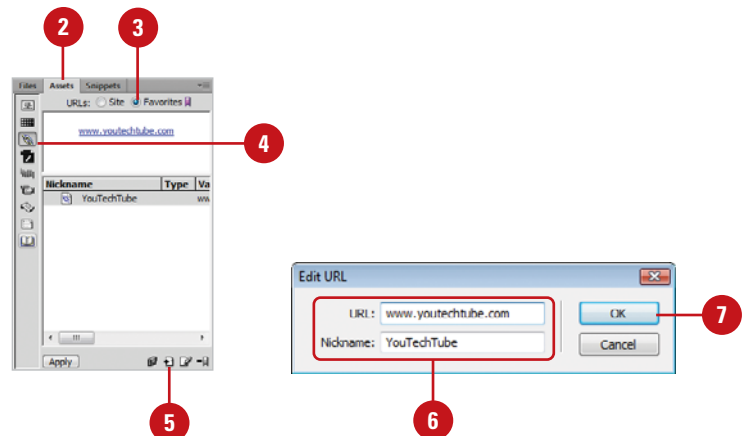 2
3
Files Assets Snippets
URLs: Site Favorites
www.youtechtube.com
4
Nickname Type Va
YouTechTube ww
Apply
5
Edit URL
URL: www.youtechtube.com
OK
7
Nickname: YouTechTube
Cancel
6